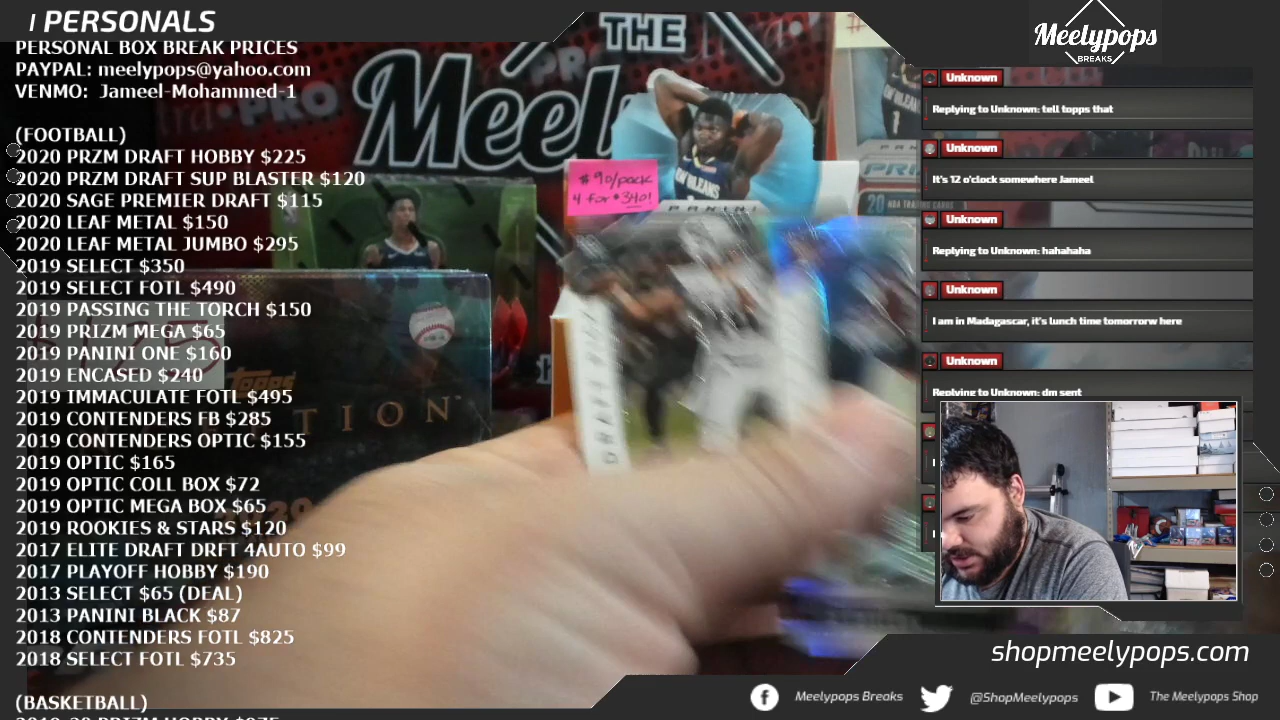 PERSONALS
PERSONAL BOX BREAK PRICES
PAYPAL: meelypops@yahoo.com
VENMO: Jameel-Mohammed-1
(FOOTBALL)
2020 PRZM DRAFT HOBBY $225
2020 PRZM DRAFT SUP BLASTER $120
2020 SAGE PREMIER DRAFT $115
2020 LEAF METAL $150
2020 LEAF METAL JUMBO $295
2019 SELECT $350
2019 SELECT FOTL $490
2019 PASSING THE TORCH $150
2019 PRIZM MEGA $65
2019 PANINI ONE $160
2019 ENCASED $240
2019 IMMACULATE FOTL $495
2019 CONTENDERS FB $285
2019 CONTENDERS OPTIC $155
2019 OPTIC $165
2019 OPTIC COLL BOX $72
2019 OPTIC MEGA BOX $65
2019 ROOKIES & STARS $120
2017 ELITE DRAFT DRFT 4AUTO $99
2017 PLAYOFF HOBBY $190
2013 SELECT $65 (DEAL)
2013 PANINI BLACK $87
2018 CONTENDERS FOTL $825
2018 SELECT FOTL $735
(BASKETBALL)
THE
Meely
#90/pack
4 for $340!
PANINI
20 NBA TRADING CARDS
topps
TION
Meelypops
BREAKS
Unknown
Replying to Unknown: tell topps that
Unknown
It's 12 o'clock somewhere Jameel
Unknown
Replying to Unknown: hahahaha
Unknown
I am in Madagascar, it's lunch time tomorrorw here
Unknown
Replying to Unknown: dm sent
shopmeelypops.com
Meelypops Breaks
@ShopMeelypops
The Meelypops Shop